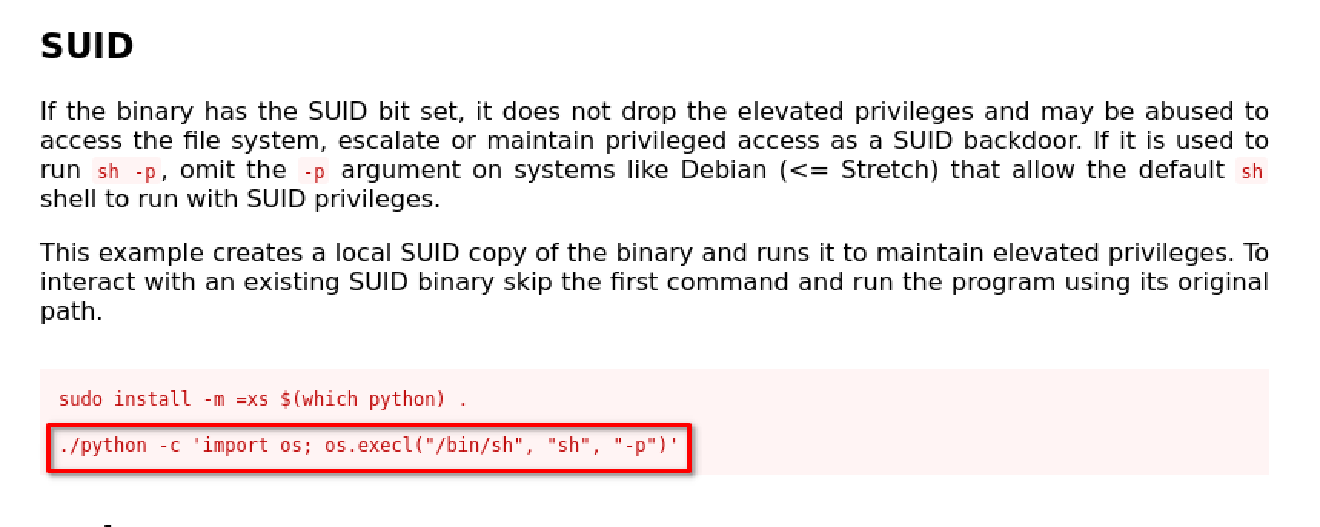 SUID
If the binary has the SUID bit set, it does not drop the elevated privileges and may be abused to
access the file system, escalate or maintain privileged access as a SUID backdoor. If it is used to
run sh -p, omit the -p argument on systems like Debian (<= Stretch) that allow the default sh
shell to run with SUID privileges.
This example creates a local SUID copy of the binary and runs it to maintain elevated privileges. To
interact with an existing SUID binary skip the first command and run the program using its original
path.
sudo install -m =xs $(which python) .
./python -c 'import os; os.execl("/bin/sh", "sh", "-p")'